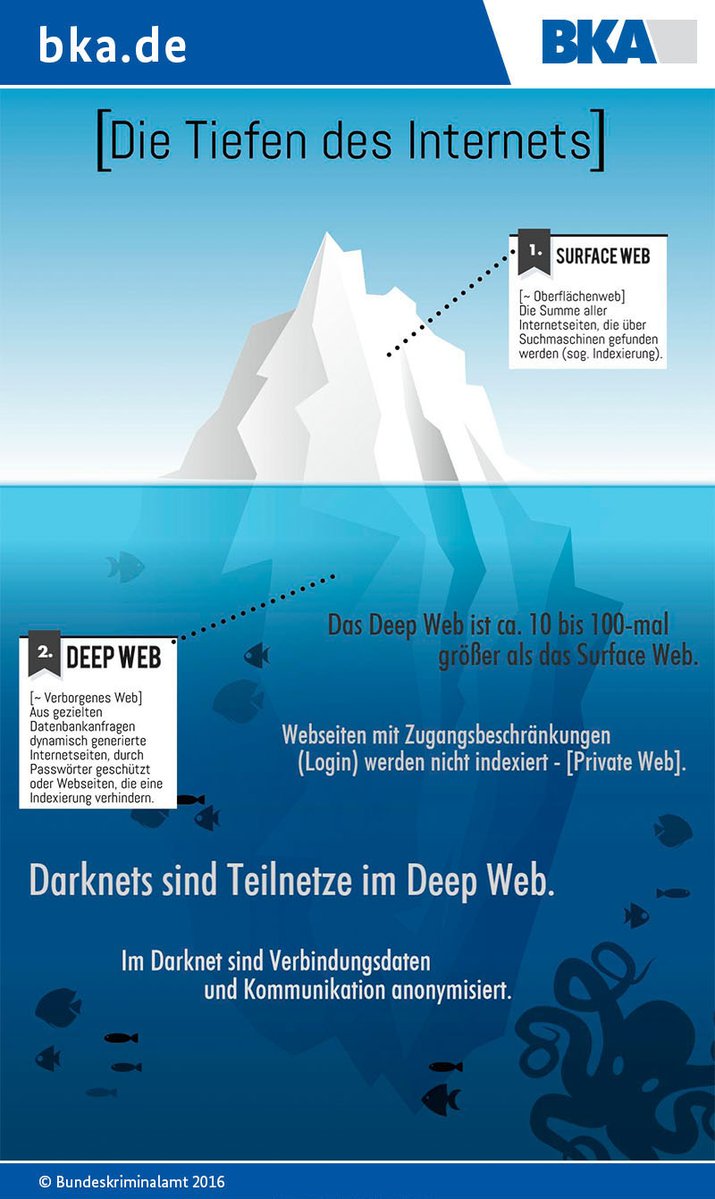 bka.de
BKA
[Die Tiefen des Internets]
1. SURFACE WEB
[~ Oberflächenweb]
Die Summe aller
Internetseiten, die über
Suchmaschinen gefunden
werden (sog. Indexierung).
Das Deep Web ist ca. 10 bis 100-mal
größer als das Surface Web.
2. DEEP WEB
[~ Verborgenes Web]
Aus gezielten
Datenbankanfragen
dynamisch generierte
Internetseiten, durch
Passwörter geschützt
oder Webseiten, die eine
Indexierung verhindern.
Webseiten mit Zugangsbeschränkungen
(Login) werden nicht indexiert - [Private Web].
Darknets sind Teilnetze im Deep Web.
Im Darknet sind Verbindungsdaten
und Kommunikation anonymisiert.
© Bundeskriminalamt 2016